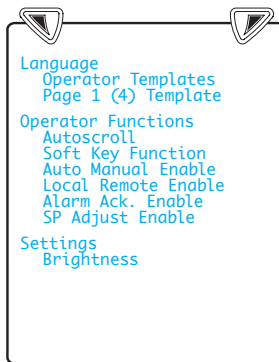 Language
Operator Templates
Page 1 (4) Template
Operator Functions
Autoscroll
Soft Key Function
Auto Manual Enable
Local Remote Enable
Alarm Ack. Enable
SP Adjust Enable
Settings
Brightness